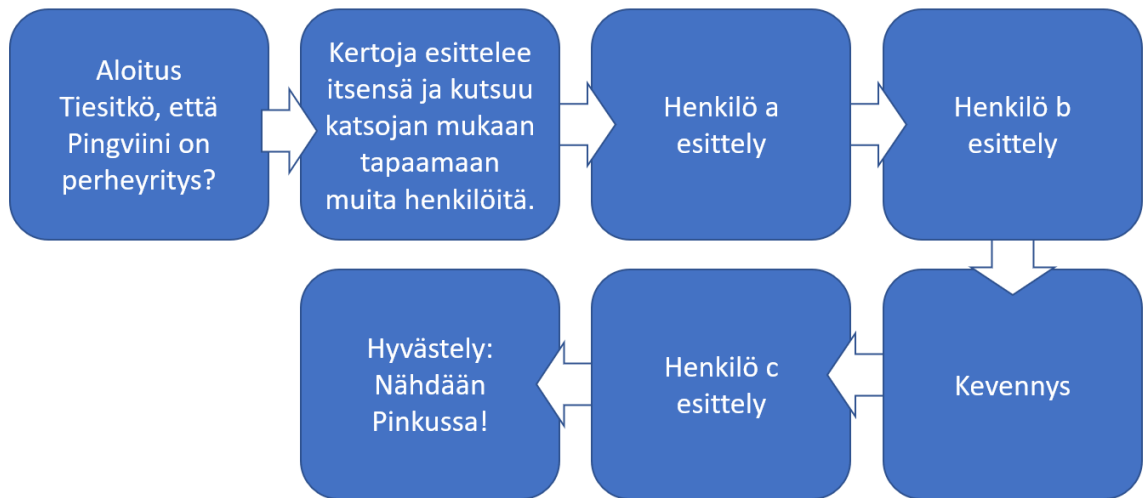 Aloitus
Tiesitkö, että
Pingviini on
perheyritys?
Kertoja esittelee
itsensä ja kutsuu
katsojan mukaan
tapaamaan
muita henkilöitä.
Henkilö a
esittely
Henkilö b
esittely
Kevennys
Henkilö c
esittely
Hyvästely:
Nähdään
Pinkussa!